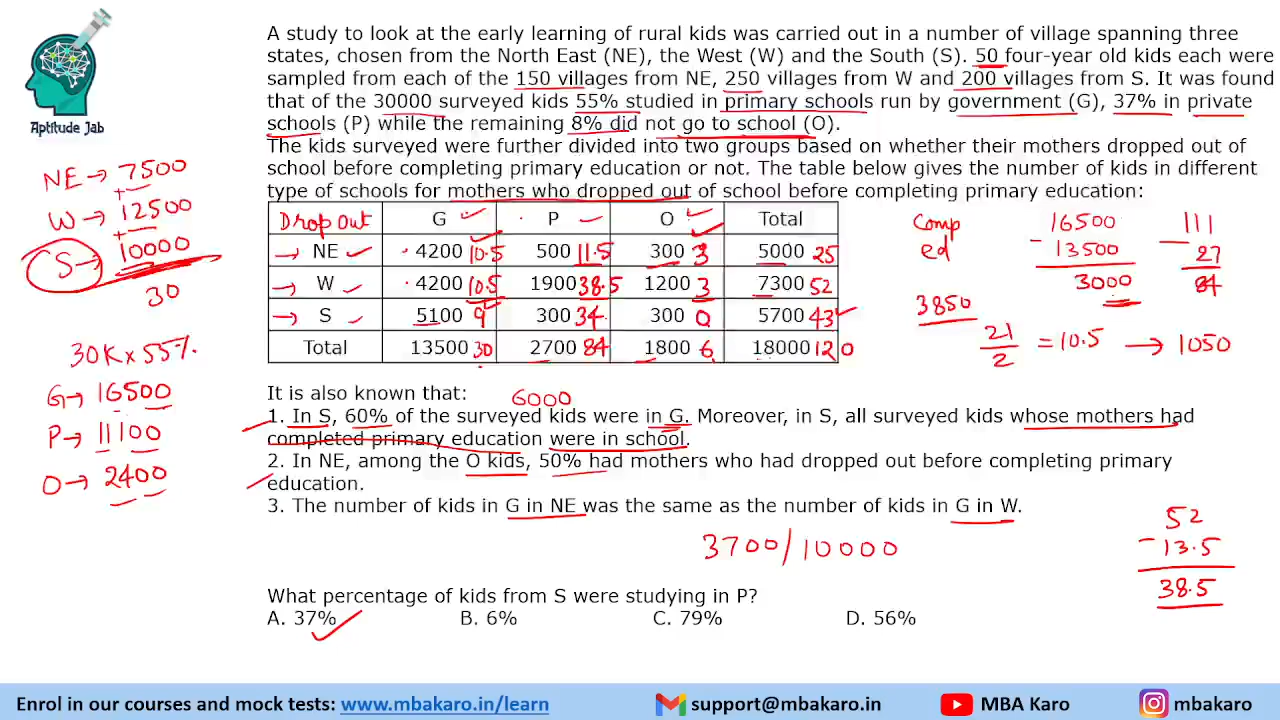 A study to look at the early learning of rural kids was carried out in a number of village spanning three
states, chosen from the North East (NE), the West (W) and the South (S). 50 four-year old kids each were
sampled from each of the 150 villages from NE, 250 villages from W and 200 villages from S. It was found
that of the 30000 surveyed kids 55% studied in primary schools run by government (G), 37% in private
schools (P) while the remaining 8% did not go to school (O).
The kids surveyed were further divided into two groups based on whether their mothers dropped out of
school before completing primary education or not. The table below gives the number of kids in different
type of schools for mothers who dropped out of school before completing primary education:
Aptitude Jab
NE → 7500
+
W → 12500
+
S → 10000
30
30K x 55%
G → 16500
P → 11100
O → 2400
Drop out G P O Total
→ NE 4200 10.5 500 11.5 300 3 5000 25
→ W 4200 10.5 1900 38.5 1200 3 7300 52
→ S 5100 9 300 34 300 0 5700 43
Total 13500 30 2700 84 1800 6 18000 120
Comp
ed
16500
- 13500
3000
111
- 27
84
3850
21/2 = 10.5 → 1050
It is also known that:
6000
1. In S, 60% of the surveyed kids were in G. Moreover, in S, all surveyed kids whose mothers had
completed primary education were in school.
2. In NE, among the O kids, 50% had mothers who had dropped out before completing primary
education.
3. The number of kids in G in NE was the same as the number of kids in G in W.
3700/10000
52
- 13.5
38.5
What percentage of kids from S were studying in P?
A. 37% B. 6% C. 79% D. 56%
Enrol in our courses and mock tests: www.mbakaro.in/learn support@mbakaro.in MBA Karo mbakaro